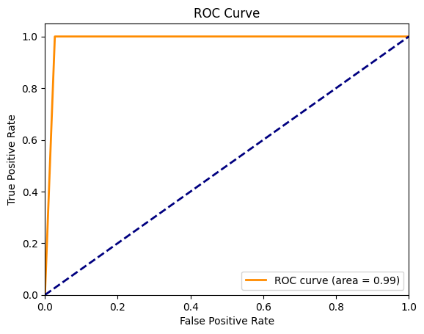 ROC Curve
True Positive Rate
1.0
0.8
0.6
0.4
0.2
0.0
ROC curve (area = 0.99)
0.0 0.2 0.4 0.6 0.8 1.0
False Positive Rate